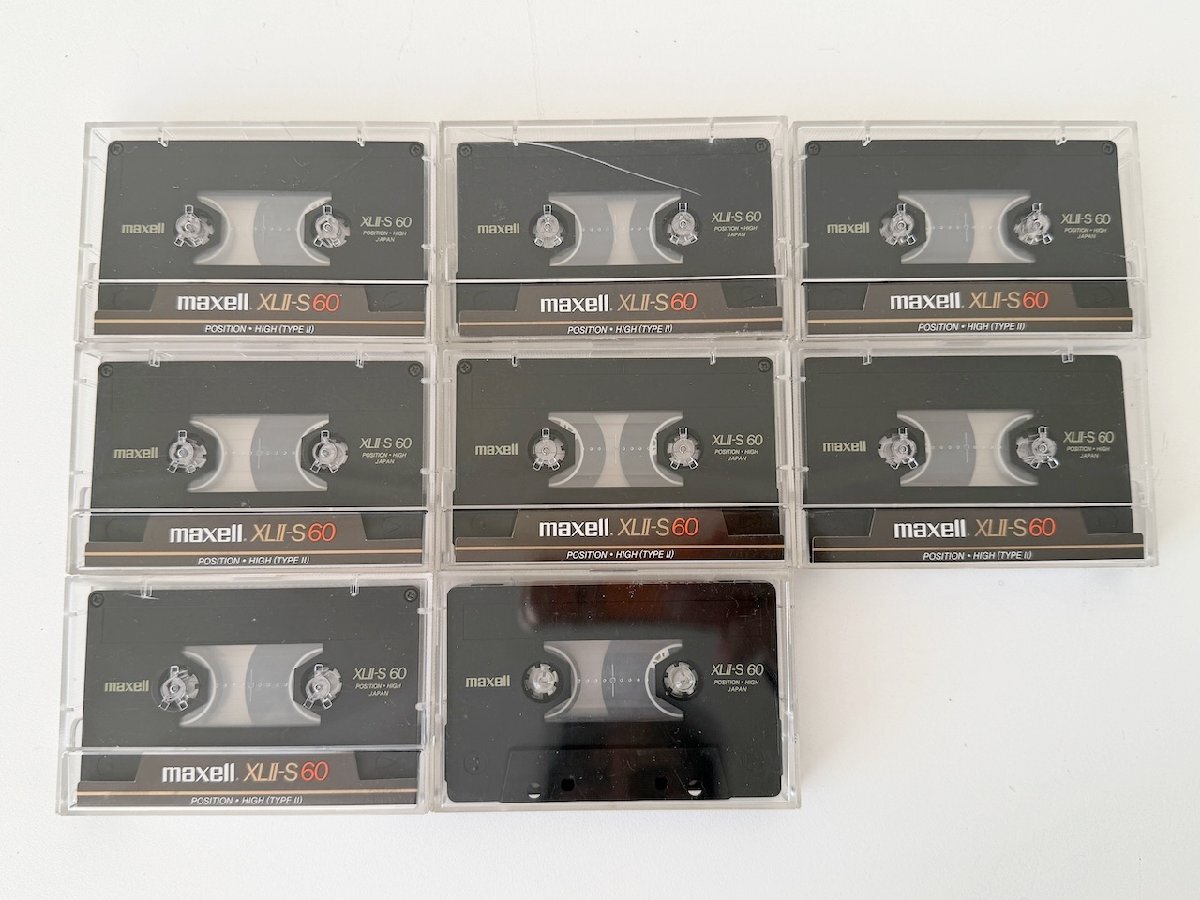 maxell
XLII-S 60
POSITION • HIGH
JAPAN
maxell. XLII-S 60
POSITION • HIGH (TYPE II)
maxell
XLII-S 60
POSITION • HIGH
JAPAN
maxell. XLII-S 60
POSITION • HIGH (TYPE II)
maxell
XLII-S 60
POSITION • HIGH
JAPAN
maxell. XLII-S 60
POSITION • HIGH (TYPE II)
maxell
XLII-S 60
POSITION • HIGH
JAPAN
maxell. XLII-S 60
POSITION • HIGH (TYPE II)
maxell
XLII-S 60
POSITION • HIGH
JAPAN
maxell. XLII-S 60
POSITION • HIGH (TYPE II)
maxell
XLII-S 60
POSITION • HIGH
JAPAN
maxell. XLII-S 60
POSITION • HIGH (TYPE II)
maxell
XLII-S 60
POSITION • HIGH
JAPAN
maxell. XLII-S 60
POSITION • HIGH (TYPE II)
maxell
XLII-S 60
POSITION • HIGH
JAPAN